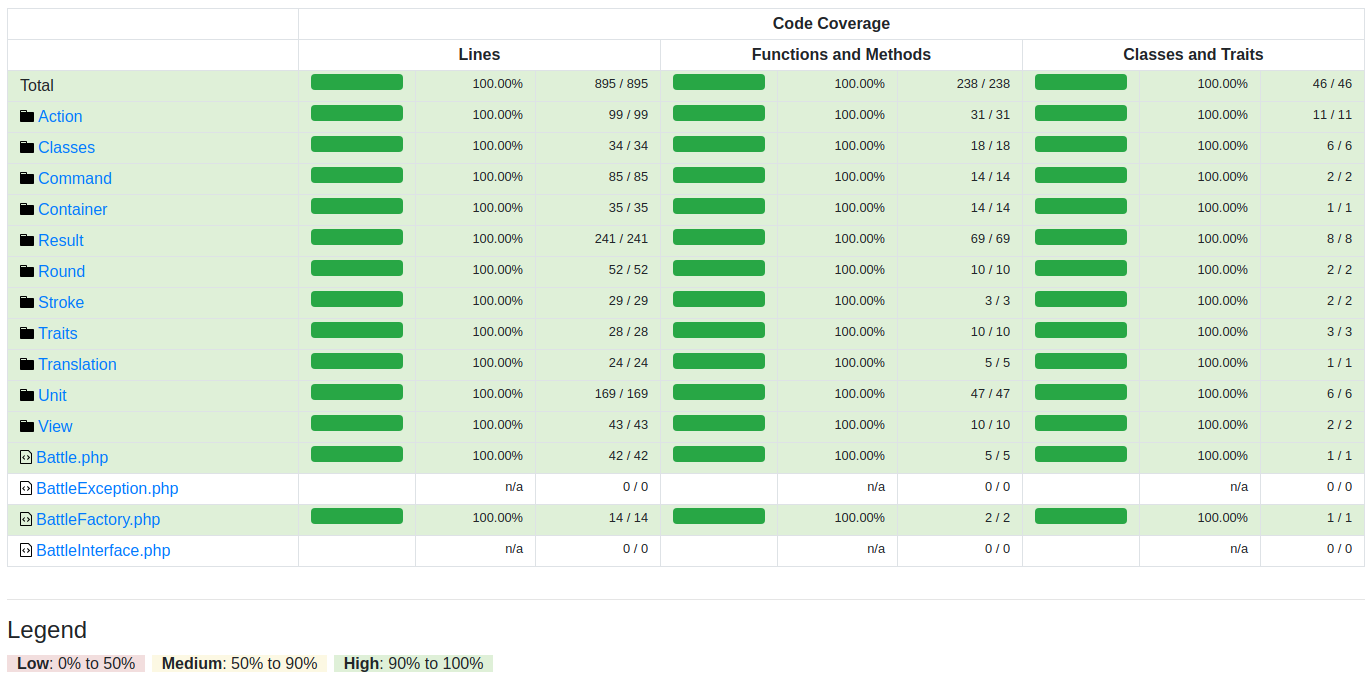 Code Coverage
Lines Functions and Methods Classes and Traits
Total 100.00% 895 / 895 100.00% 238 / 238 100.00% 46 / 46
Action 100.00% 99 / 99 100.00% 31 / 31 100.00% 11 / 11
Classes 100.00% 34 / 34 100.00% 18 / 18 100.00% 6 / 6
Command 100.00% 85 / 85 100.00% 14 / 14 100.00% 2 / 2
Container 100.00% 35 / 35 100.00% 14 / 14 100.00% 1 / 1
Result 100.00% 241 / 241 100.00% 69 / 69 100.00% 8 / 8
Round 100.00% 52 / 52 100.00% 10 / 10 100.00% 2 / 2
Stroke 100.00% 29 / 29 100.00% 3 / 3 100.00% 2 / 2
Traits 100.00% 28 / 28 100.00% 10 / 10 100.00% 3 / 3
Translation 100.00% 24 / 24 100.00% 5 / 5 100.00% 1 / 1
Unit 100.00% 169 / 169 100.00% 47 / 47 100.00% 6 / 6
View 100.00% 43 / 43 100.00% 10 / 10 100.00% 2 / 2
Battle.php 100.00% 42 / 42 100.00% 5 / 5 100.00% 1 / 1
BattleException.php n/a 0 / 0 n/a 0 / 0 n/a 0 / 0
BattleFactory.php 100.00% 14 / 14 100.00% 2 / 2 100.00% 1 / 1
BattleInterface.php n/a 0 / 0 n/a 0 / 0 n/a 0 / 0
Legend
Low: 0% to 50% Medium: 50% to 90% High: 90% to 100%